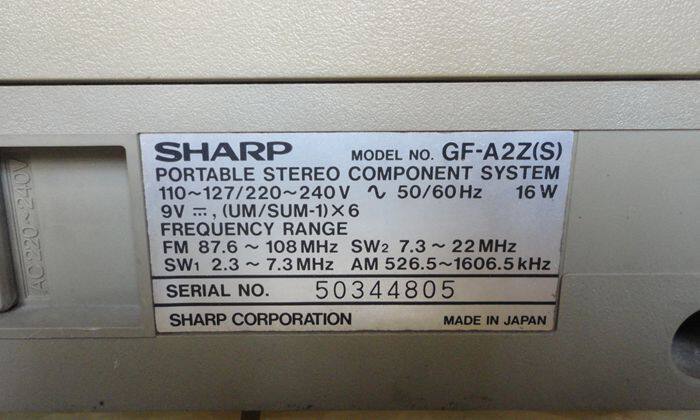 SHARP MODEL NO. GF-A2Z(S)
PORTABLE STEREO COMPONENT SYSTEM
110~127/220~240V ∿ 50/60Hz 16W
9V ⎓, (UM/SUM-1)×6
FREQUENCY RANGE
FM 87.6 ~ 108MHz SW2 7.3 ~ 22MHz
SW1 2.3 ~ 7.3MHz AM 526.5~1606.5kHz
SERIAL NO. 50344805
SHARP CORPORATION MADE IN JAPAN
AC 220~240V